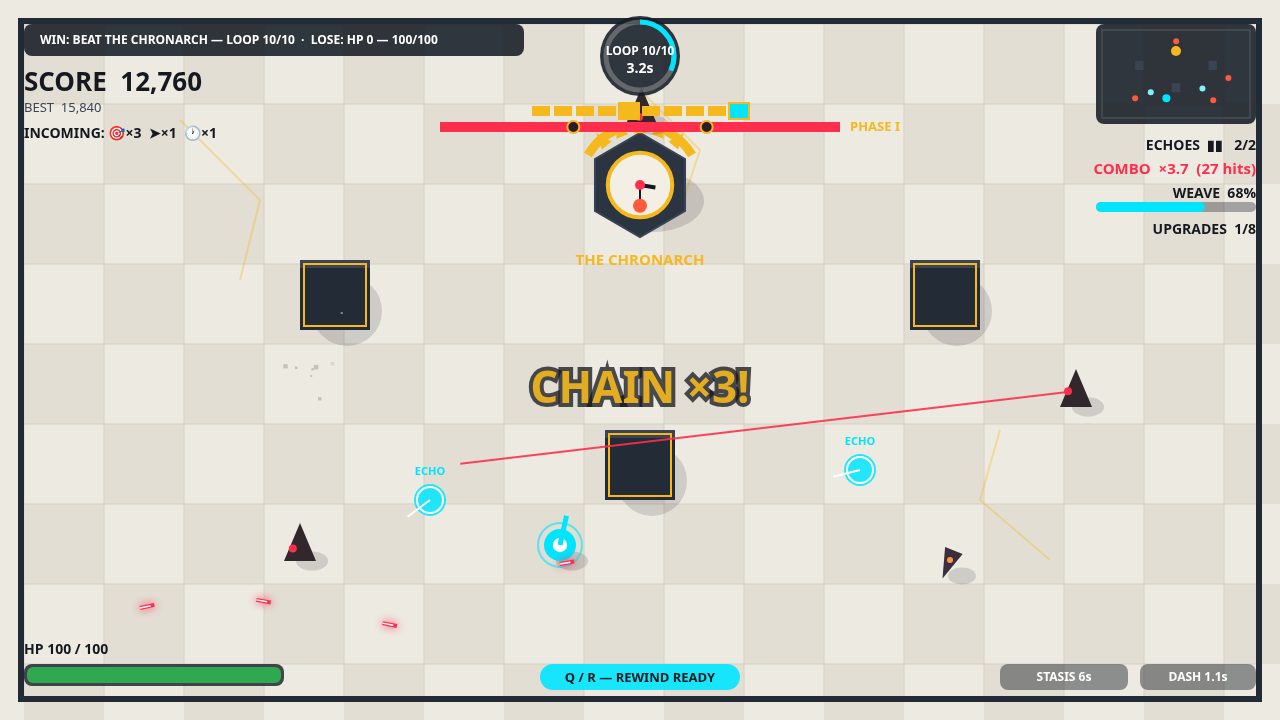 WIN: BEAT THE CHRONARCH — LOOP 10/10 · LOSE: HP 0 — 100/100
SCORE 12,760
BEST 15,840
INCOMING: 🎯×3 ➤×1 🕐×1
LOOP 10/10
3.2s
PHASE I
THE CHRONARCH
ECHOES ▮▮ 2/2
COMBO ×3.7 (27 hits)
WEAVE 68%
UPGRADES 1/8
CHAIN ×3!
ECHO
ECHO
HP 100 / 100
Q / R — REWIND READY
STASIS 6s
DASH 1.1s